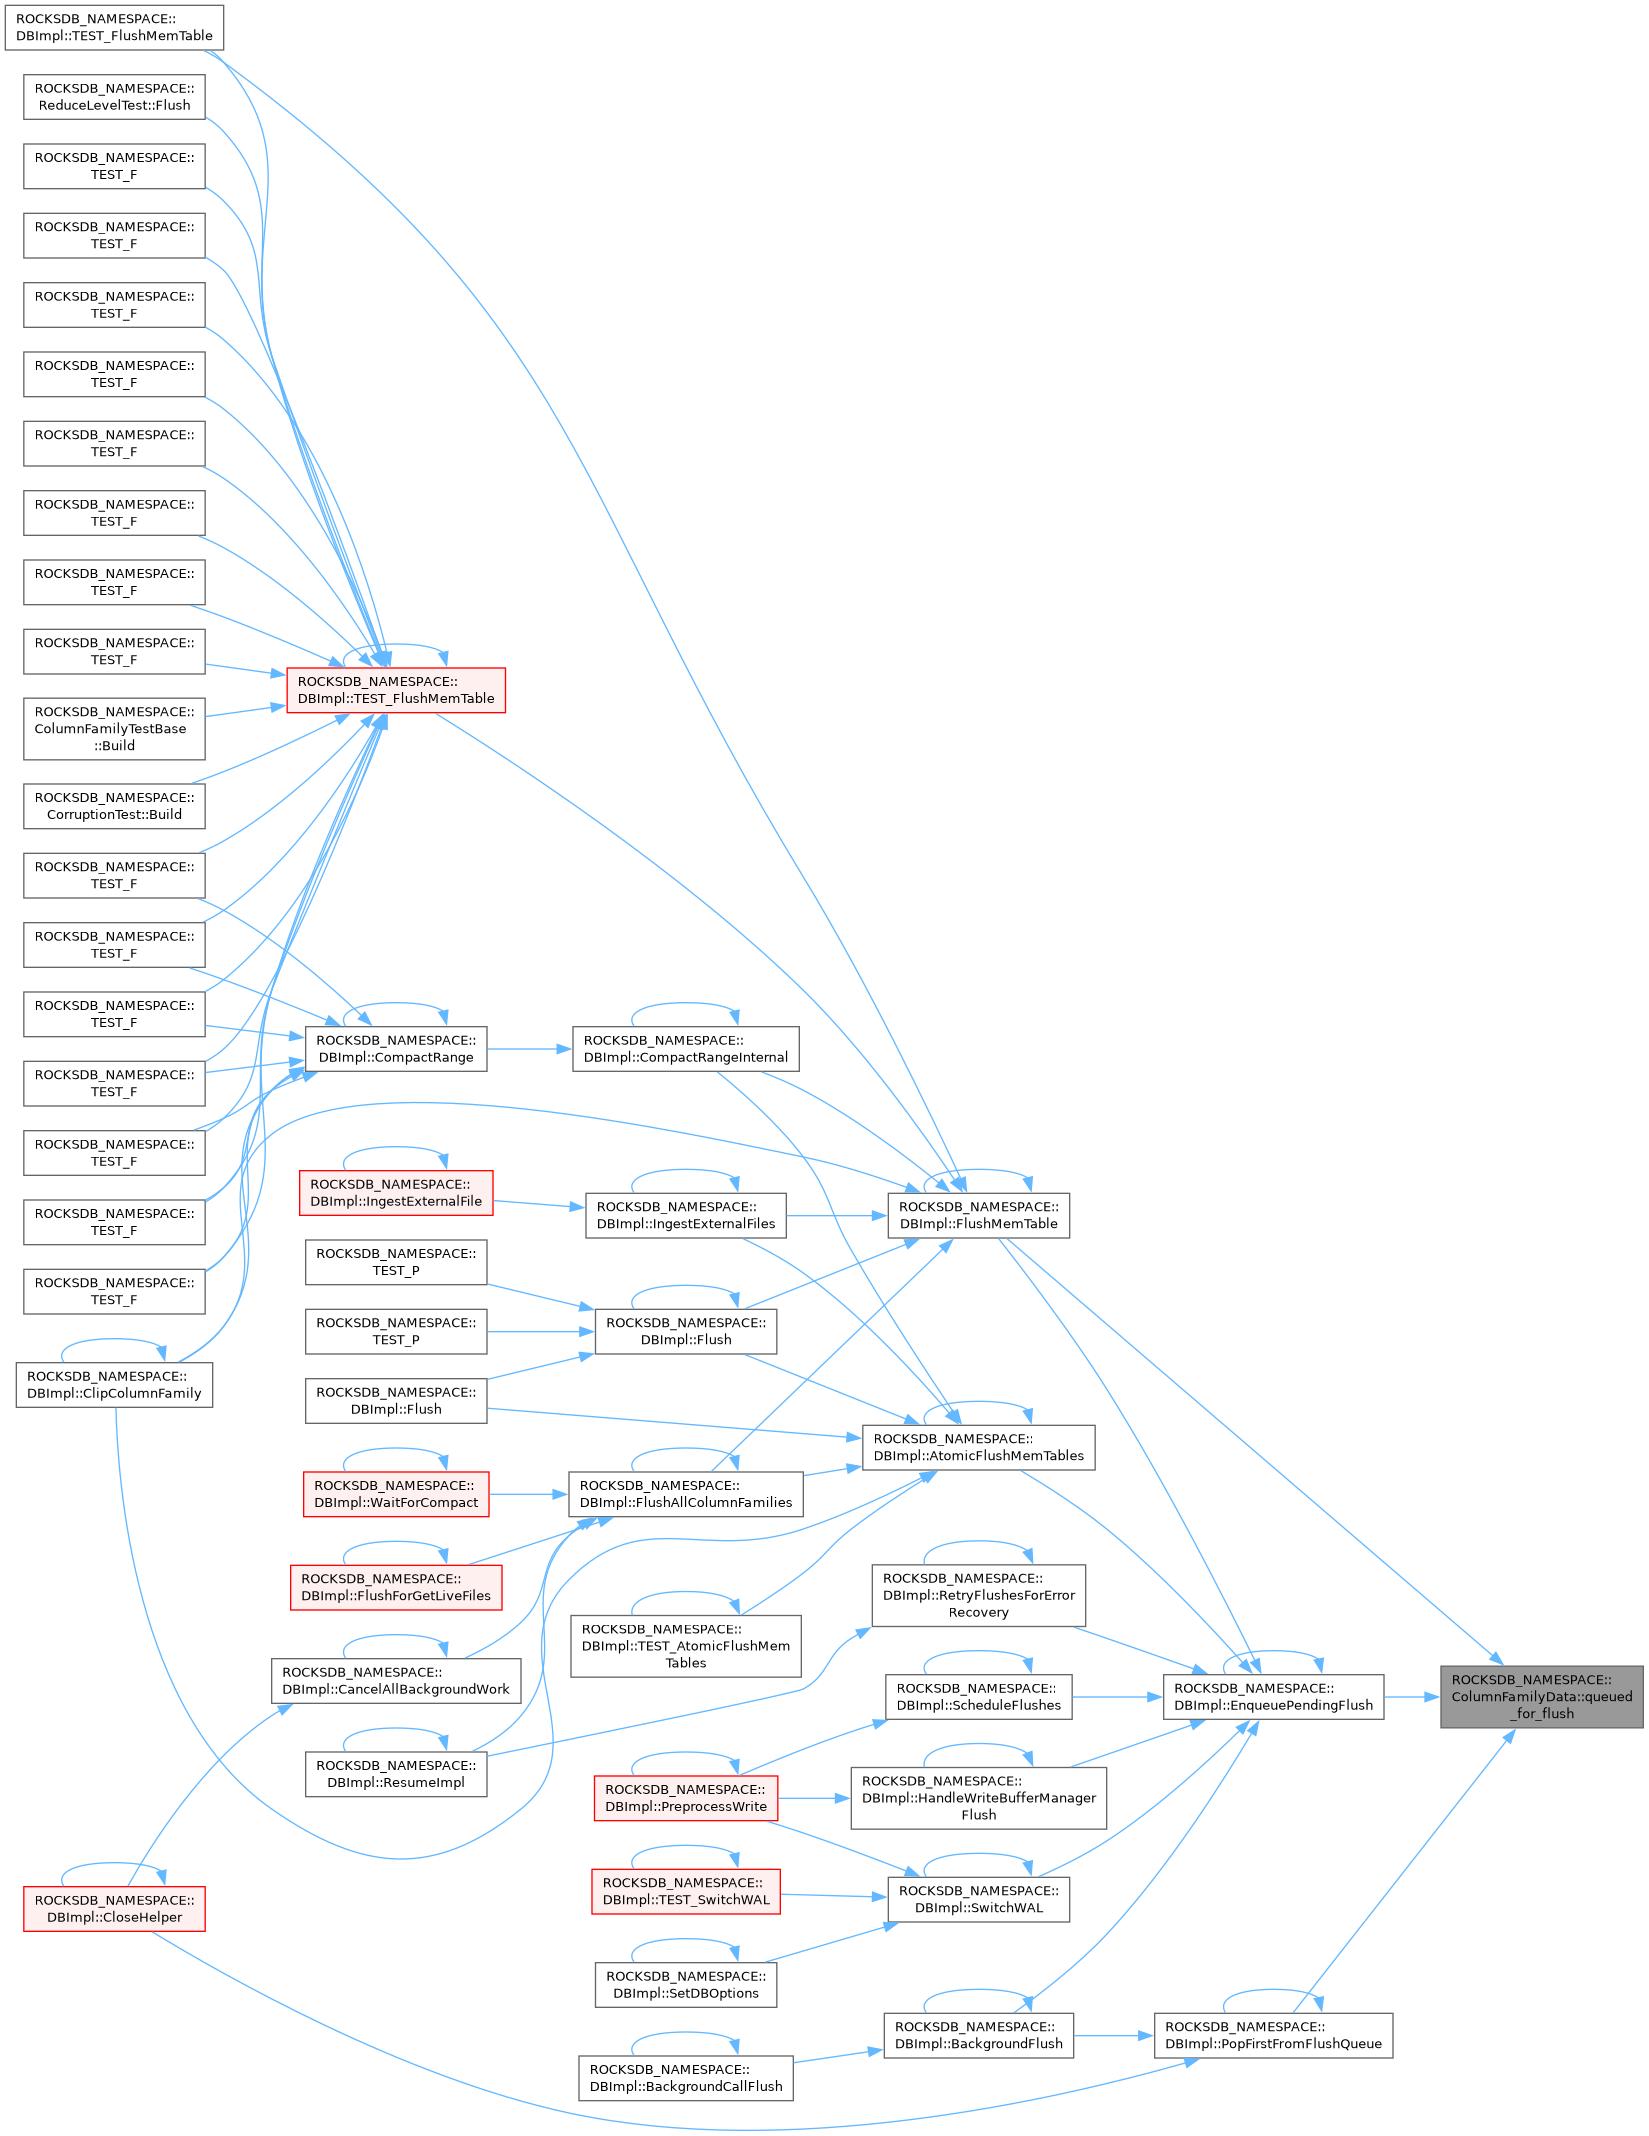 ROCKSDB_NAMESPACE::
DBImpl::TEST_FlushMemTable
ROCKSDB_NAMESPACE::
ReduceLevelTest::Flush
ROCKSDB_NAMESPACE::
TEST_F
ROCKSDB_NAMESPACE::
TEST_F
ROCKSDB_NAMESPACE::
TEST_F
ROCKSDB_NAMESPACE::
TEST_F
ROCKSDB_NAMESPACE::
TEST_F
ROCKSDB_NAMESPACE::
TEST_F
ROCKSDB_NAMESPACE::
TEST_F
ROCKSDB_NAMESPACE::
TEST_F
ROCKSDB_NAMESPACE::
ColumnFamilyTestBase
::Build
ROCKSDB_NAMESPACE::
CorruptionTest::Build
ROCKSDB_NAMESPACE::
TEST_F
ROCKSDB_NAMESPACE::
TEST_F
ROCKSDB_NAMESPACE::
TEST_F
ROCKSDB_NAMESPACE::
TEST_F
ROCKSDB_NAMESPACE::
TEST_F
ROCKSDB_NAMESPACE::
TEST_F
ROCKSDB_NAMESPACE::
TEST_F
ROCKSDB_NAMESPACE::
DBImpl::ClipColumnFamily
ROCKSDB_NAMESPACE::
DBImpl::CloseHelper
ROCKSDB_NAMESPACE::
DBImpl::TEST_FlushMemTable
ROCKSDB_NAMESPACE::
DBImpl::CompactRange
ROCKSDB_NAMESPACE::
DBImpl::IngestExternalFile
ROCKSDB_NAMESPACE::
TEST_P
ROCKSDB_NAMESPACE::
TEST_P
ROCKSDB_NAMESPACE::
DBImpl::Flush
ROCKSDB_NAMESPACE::
DBImpl::WaitForCompact
ROCKSDB_NAMESPACE::
DBImpl::FlushForGetLiveFiles
ROCKSDB_NAMESPACE::
DBImpl::CancelAllBackgroundWork
ROCKSDB_NAMESPACE::
DBImpl::ResumeImpl
ROCKSDB_NAMESPACE::
DBImpl::CompactRangeInternal
ROCKSDB_NAMESPACE::
DBImpl::IngestExternalFiles
ROCKSDB_NAMESPACE::
DBImpl::Flush
ROCKSDB_NAMESPACE::
DBImpl::FlushAllColumnFamilies
ROCKSDB_NAMESPACE::
DBImpl::TEST_AtomicFlushMem
Tables
ROCKSDB_NAMESPACE::
DBImpl::PreprocessWrite
ROCKSDB_NAMESPACE::
DBImpl::TEST_SwitchWAL
ROCKSDB_NAMESPACE::
DBImpl::SetDBOptions
ROCKSDB_NAMESPACE::
DBImpl::BackgroundCallFlush
ROCKSDB_NAMESPACE::
DBImpl::FlushMemTable
ROCKSDB_NAMESPACE::
DBImpl::AtomicFlushMemTables
ROCKSDB_NAMESPACE::
DBImpl::RetryFlushesForError
Recovery
ROCKSDB_NAMESPACE::
DBImpl::ScheduleFlushes
ROCKSDB_NAMESPACE::
DBImpl::HandleWriteBufferManager
Flush
ROCKSDB_NAMESPACE::
DBImpl::SwitchWAL
ROCKSDB_NAMESPACE::
DBImpl::BackgroundFlush
ROCKSDB_NAMESPACE::
DBImpl::EnqueuePendingFlush
ROCKSDB_NAMESPACE::
DBImpl::PopFirstFromFlushQueue
ROCKSDB_NAMESPACE::
ColumnFamilyData::queued
_for_flush